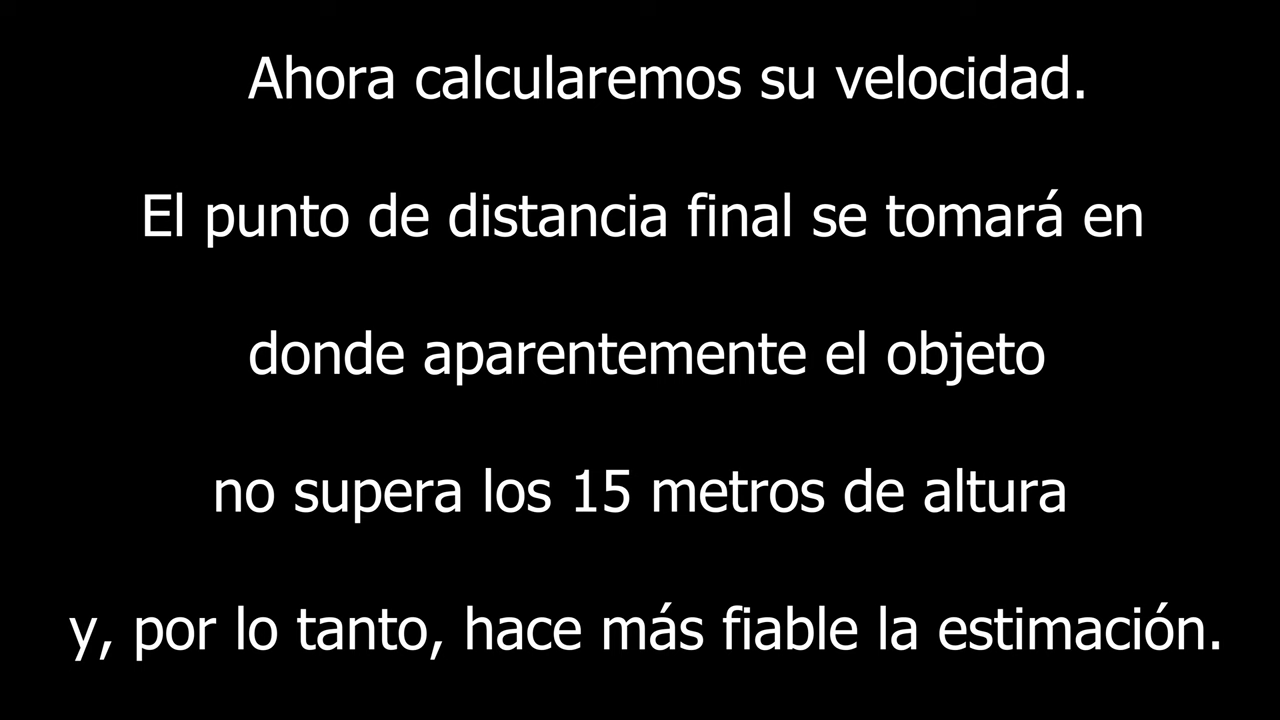 Ahora calcularemos su velocidad.
El punto de distancia final se tomará en
donde aparentemente el objeto
no supera los 15 metros de altura
y, por lo tanto, hace más fiable la estimación.